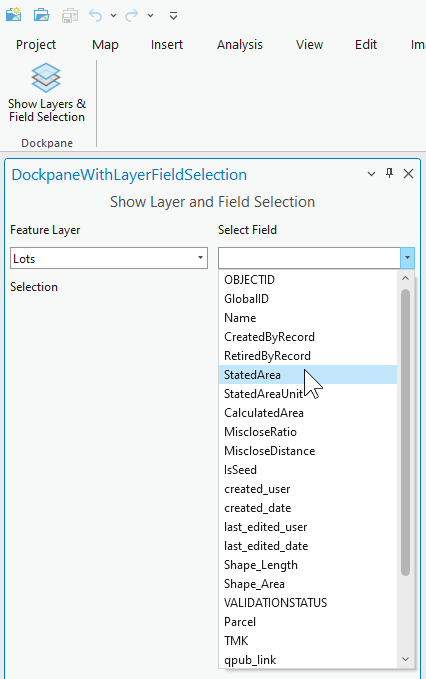 Project Map Insert Analysis View Edit Im
Show Layers &
Field Selection
Dockpane
DockpaneWithLayerFieldSelection
Show Layer and Field Selection
Feature Layer Select Field
Lots
Selection
OBJECTID
GlobalID
Name
CreatedByRecord
RetiredByRecord
StatedArea
StatedAreaUnit
CalculatedArea
MiscloseRatio
MiscloseDistance
IsSeed
created_user
created_date
last_edited_user
last_edited_date
Shape_Length
Shape_Area
VALIDATIONSTATUS
Parcel
TMK
qpub_link